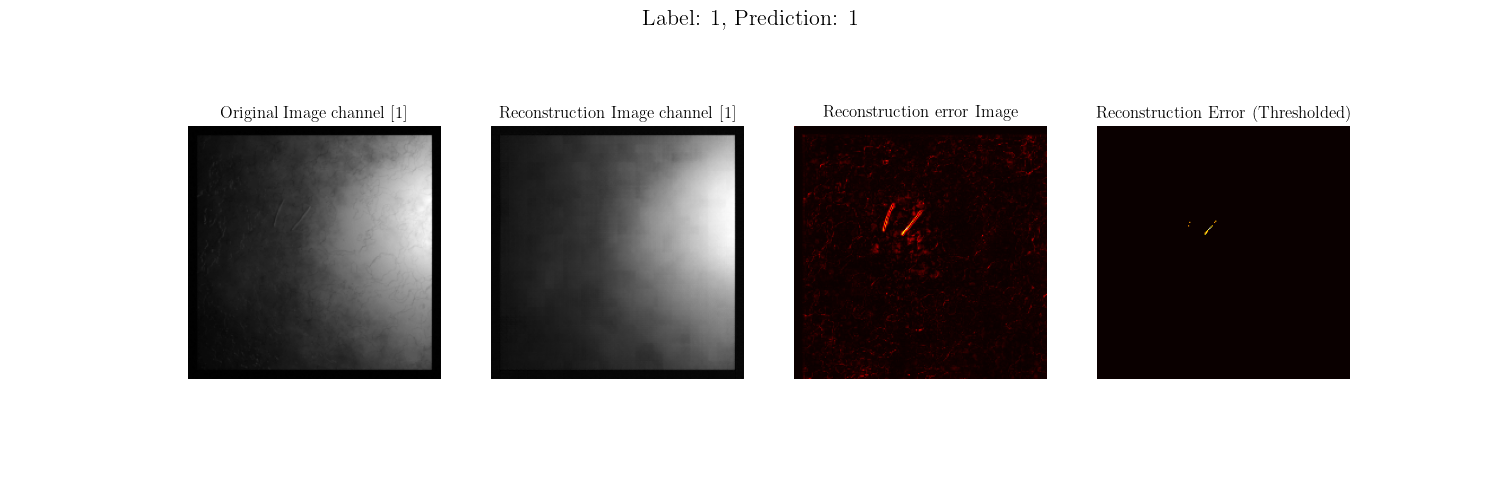 Label: 1, Prediction: 1
Original Image channel [1]
Reconstruction Image channel [1]
Reconstruction error Image
Reconstruction Error (Thresholded)